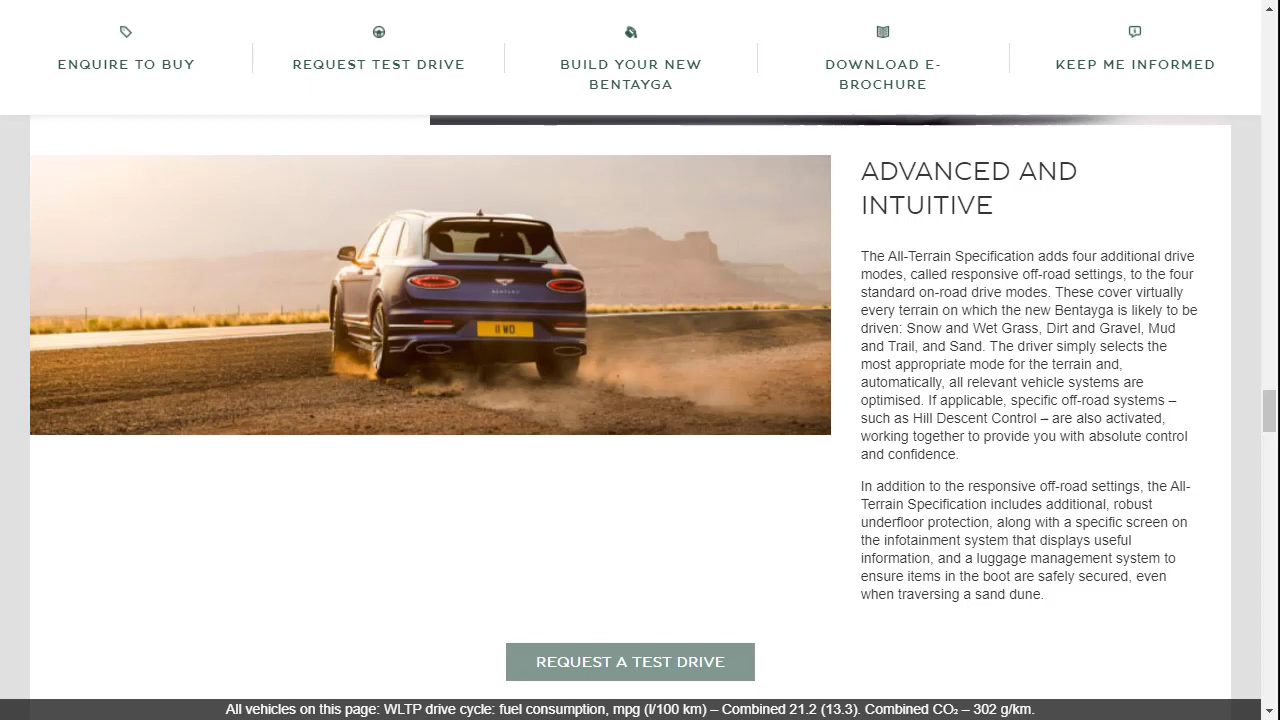 ENQUIRE TO BUY
REQUEST TEST DRIVE
BUILD YOUR NEW
BENTAYGA
DOWNLOAD E-
BROCHURE
KEEP ME INFORMED
BENTLEY
II WO
ADVANCED AND
INTUITIVE
The All-Terrain Specification adds four additional drive
modes, called responsive off-road settings, to the four
standard on-road drive modes. These cover virtually
every terrain on which the new Bentayga is likely to be
driven: Snow and Wet Grass, Dirt and Gravel, Mud
and Trail, and Sand. The driver simply selects the
most appropriate mode for the terrain and,
automatically, all relevant vehicle systems are
optimised. If applicable, specific off-road systems –
such as Hill Descent Control – are also activated,
working together to provide you with absolute control
and confidence.
In addition to the responsive off-road settings, the All-
Terrain Specification includes additional, robust
underfloor protection, along with a specific screen on
the infotainment system that displays useful
information, and a luggage management system to
ensure items in the boot are safely secured, even
when traversing a sand dune.
REQUEST A TEST DRIVE
All vehicles on this page: WLTP drive cycle: fuel consumption, mpg (l/100 km) – Combined 21.2 (13.3). Combined CO₂ – 302 g/km.